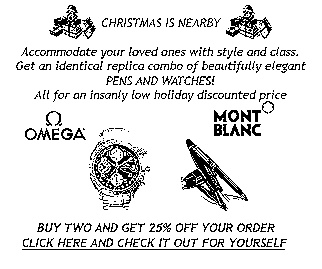 CHRISTMAS IS NEARBY
Accommodate your loved ones with style and class.
Get an identical replica combo of beautifully elegant
PENS AND WATCHES!
All for an insanly low holiday discounted price
OMEGA
MONT
BLANC
BUY TWO AND GET 25% OFF YOUR ORDER
CLICK HERE AND CHECK IT OUT FOR YOURSELF